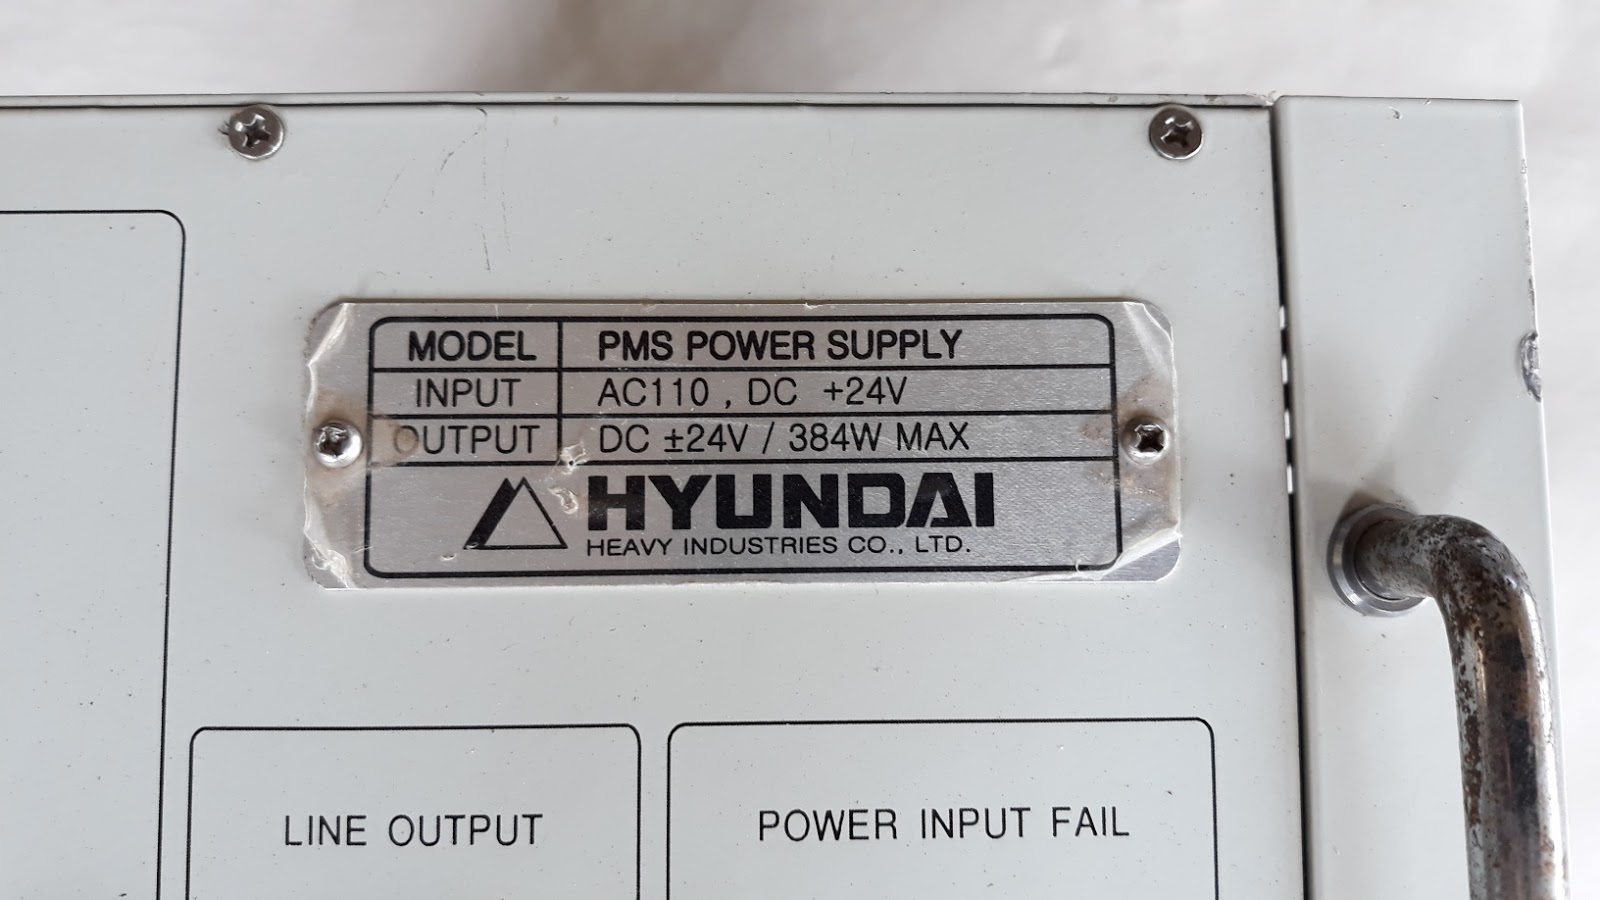 MODEL PMS POWER SUPPLY
INPUT AC110 , DC +24V
OUTPUT DC ±24V / 384W MAX
HYUNDAI
HEAVY INDUSTRIES CO., LTD.
LINE OUTPUT
POWER INPUT FAIL